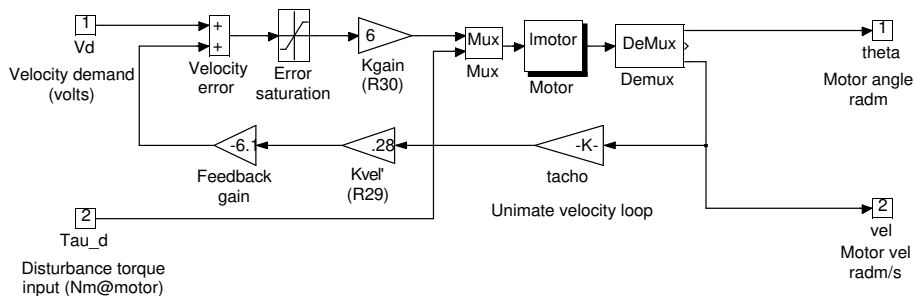 1
Vd
Velocity demand
(volts)
+
+
Velocity
error
Error
saturation
6
Kgain
(R30)
Mux
Mux
Imotor
Motor
DeMux
Demux
1
theta
Motor angle
radm
-6.1
Feedback
gain
.28
Kvel'
(R29)
-K-
tacho
Unimate velocity loop
2
Tau_d
Disturbance torque
input (Nm@motor)
2
vel
Motor vel
radm/s